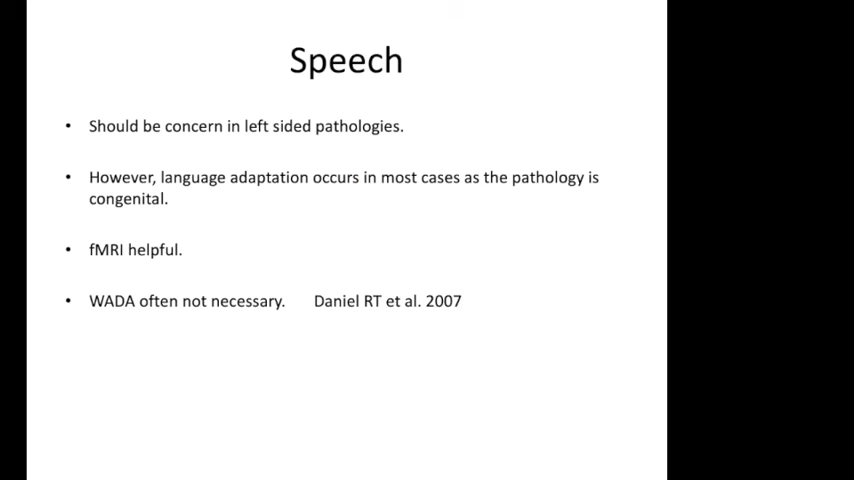 Speech
• Should be concern in left sided pathologies.
• However, language adaptation occurs in most cases as the pathology is
congenital.
• fMRI helpful.
• WADA often not necessary. Daniel RT et al. 2007